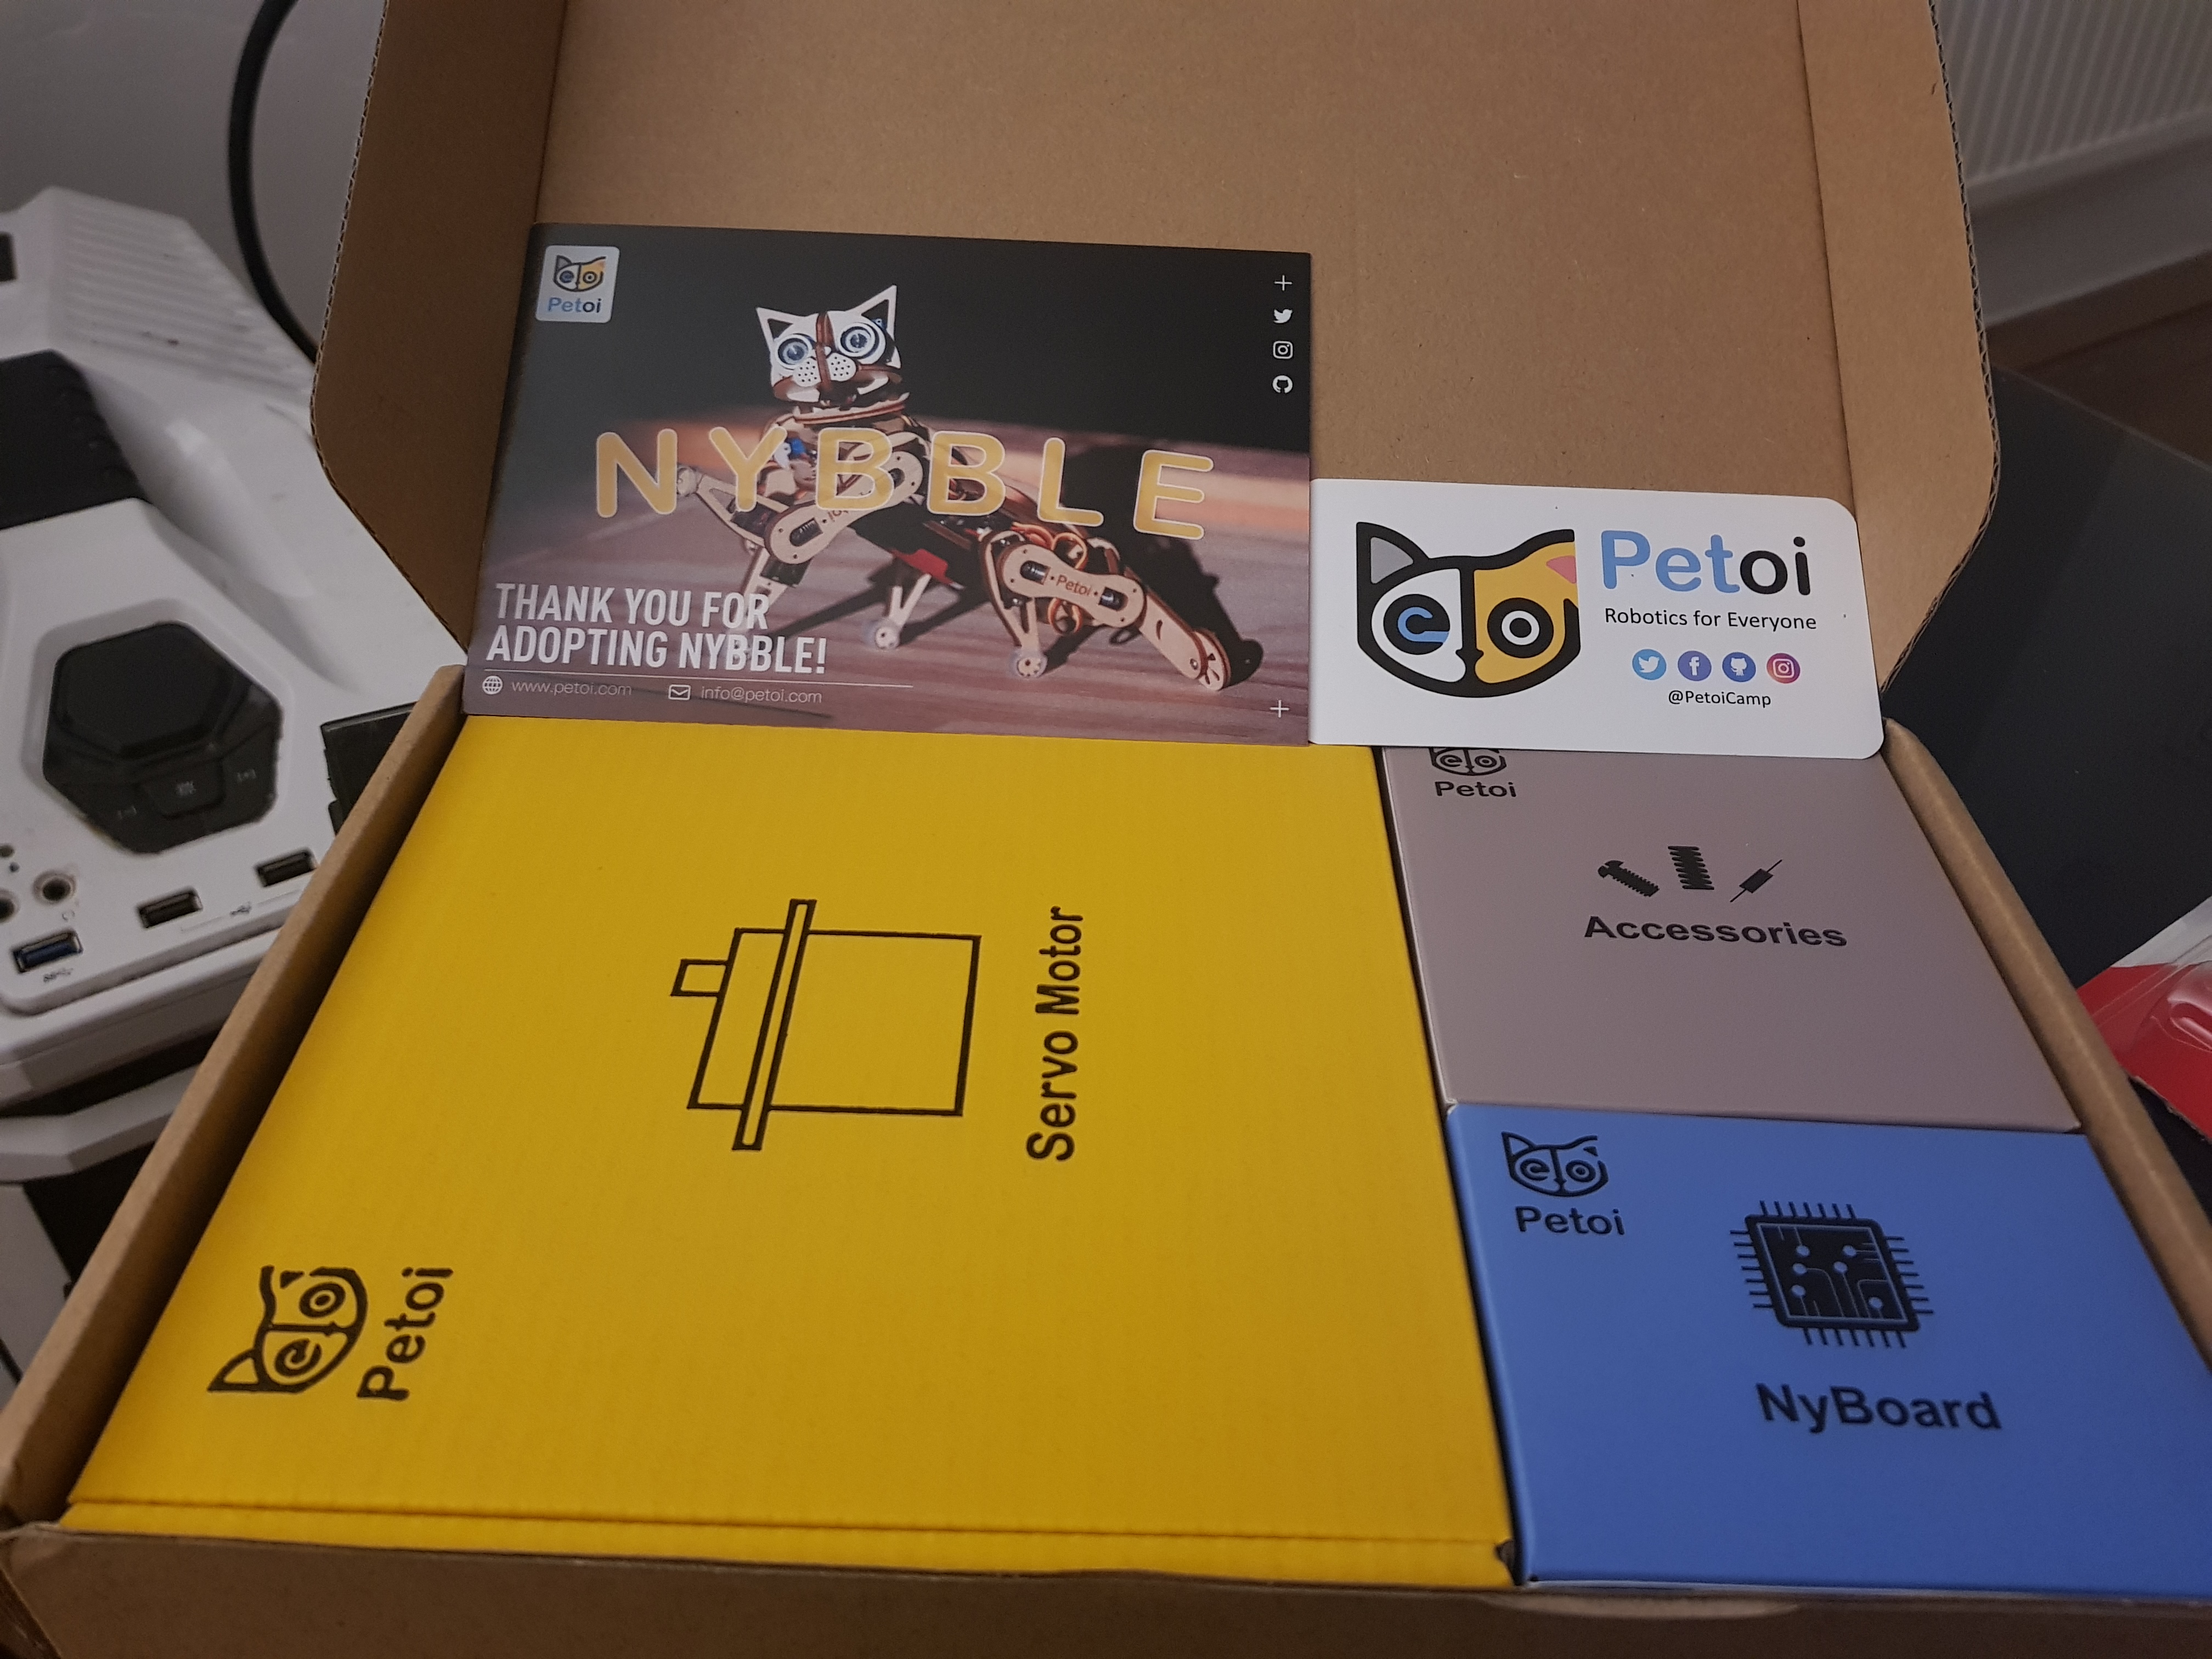 Petoi
NYBBLE
THANK YOU FOR
ADOPTING NYBBLE!
www.petoi.com
info@petoi.com
Petoi
Robotics for Everyone
@PetoiCamp
Petoi
Accessories
Servo Motor
Petoi
Petoi
NyBoard
Petoi